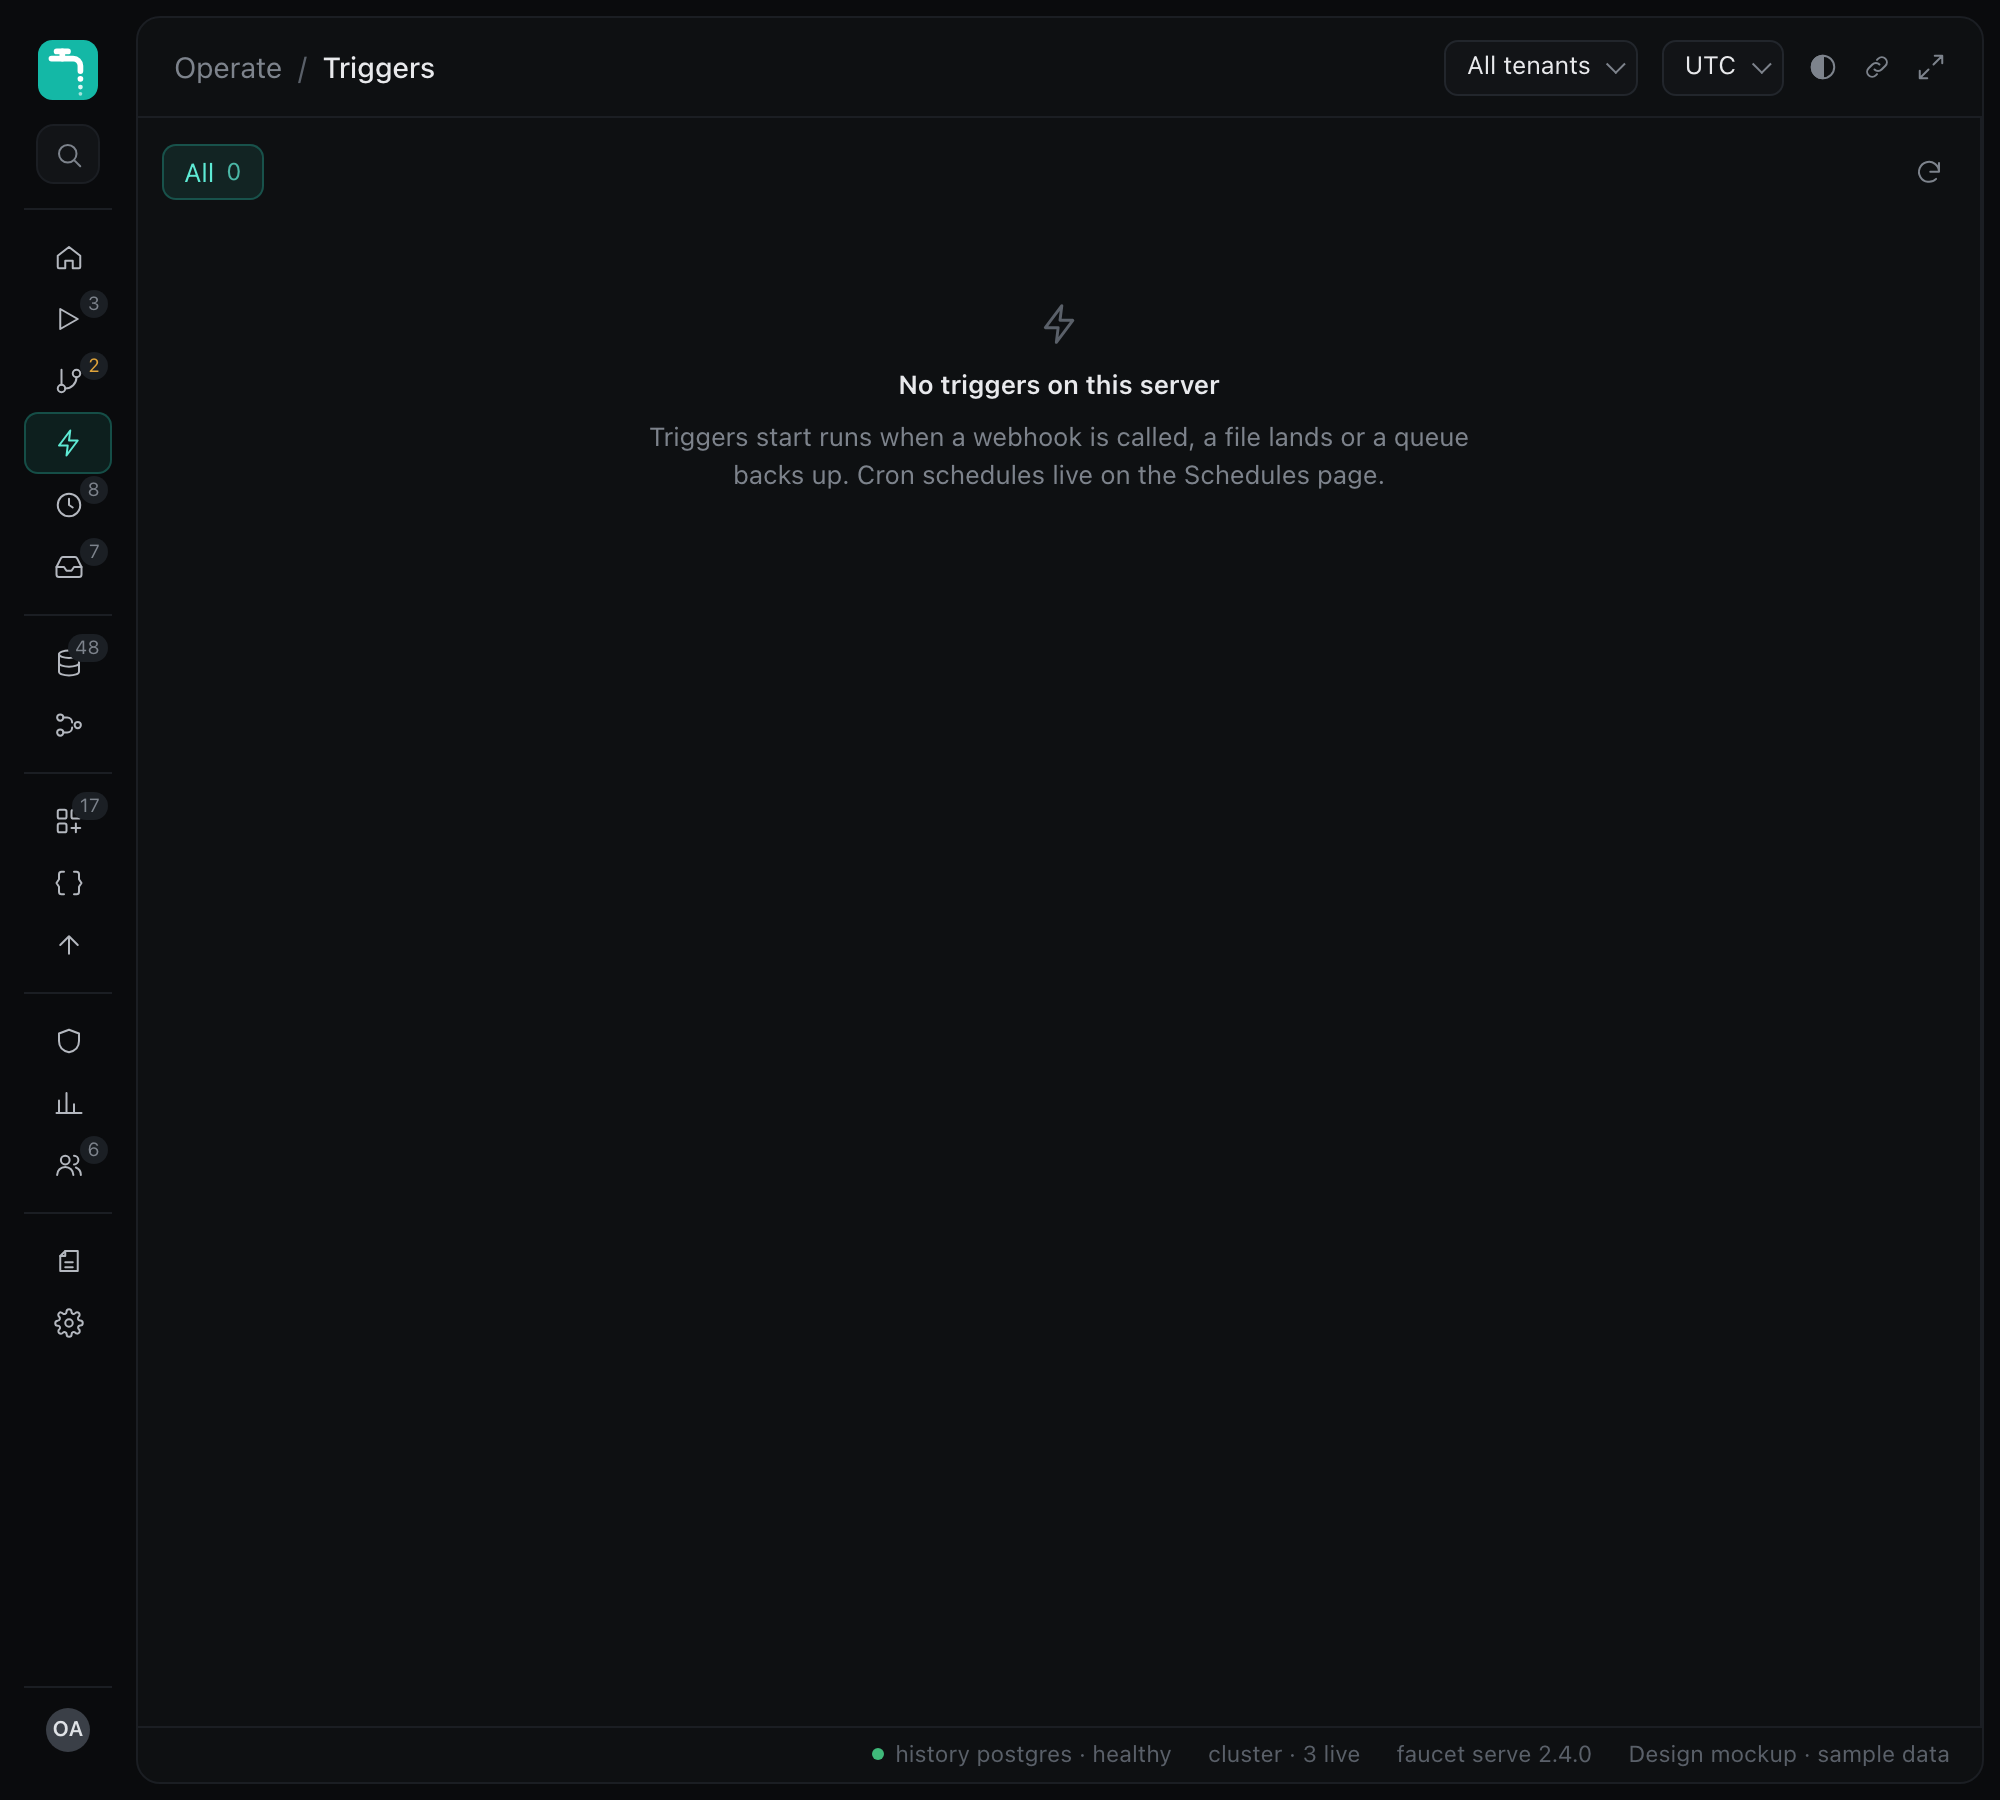 Operate / Triggers
All tenants
UTC
All 0
3
2
8
7
48
17
6
No triggers on this server
Triggers start runs when a webhook is called, a file lands or a queue
backs up. Cron schedules live on the Schedules page.
OA
history postgres · healthy
cluster · 3 live
faucet serve 2.4.0
Design mockup · sample data